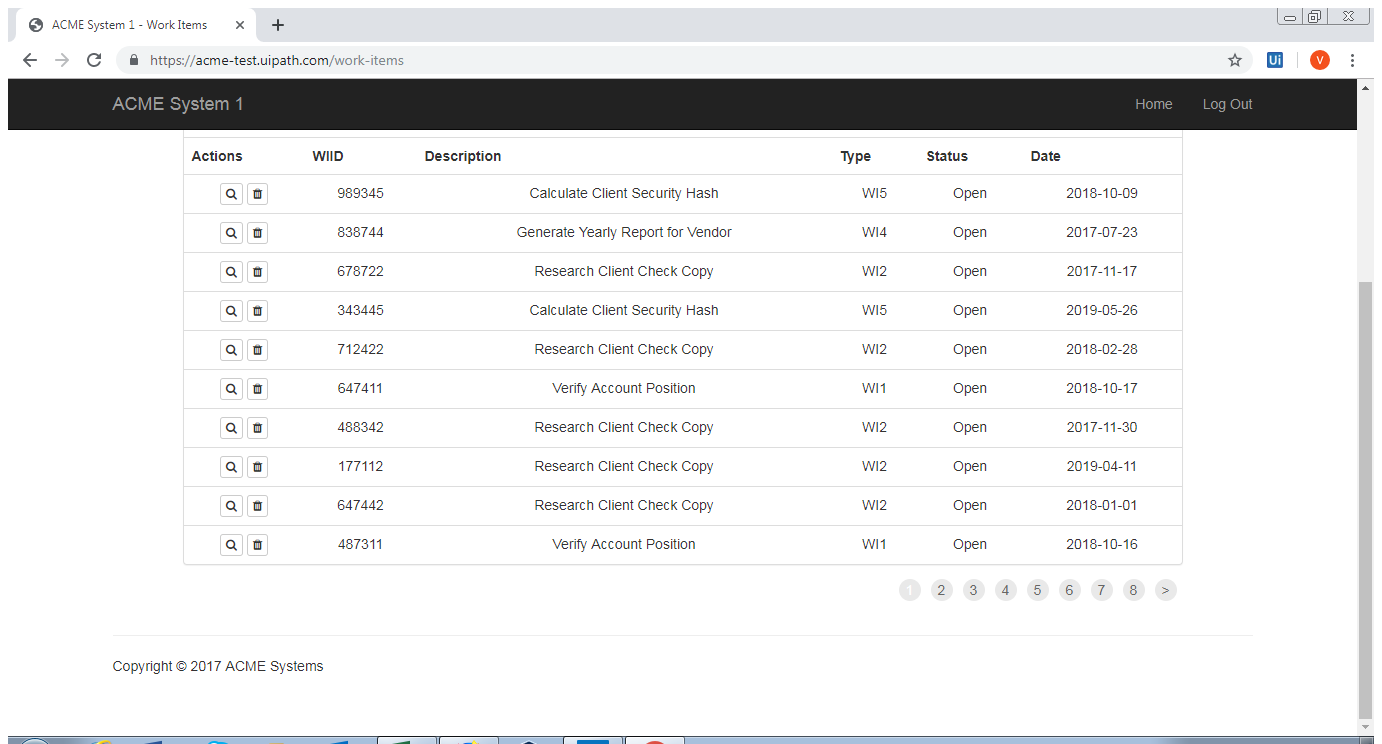 ACME System 1 - Work Items
https://acme-test.uipath.com/work-items
Ui
V
ACME System 1 Home Log Out
Actions WIID Description Type Status Date
989345 Calculate Client Security Hash WI5 Open 2018-10-09
838744 Generate Yearly Report for Vendor WI4 Open 2017-07-23
678722 Research Client Check Copy WI2 Open 2017-11-17
343445 Calculate Client Security Hash WI5 Open 2019-05-26
712422 Research Client Check Copy WI2 Open 2018-02-28
647411 Verify Account Position WI1 Open 2018-10-17
488342 Research Client Check Copy WI2 Open 2017-11-30
177112 Research Client Check Copy WI2 Open 2019-04-11
647442 Research Client Check Copy WI2 Open 2018-01-01
487311 Verify Account Position WI1 Open 2018-10-16
1 2 3 4 5 6 7 8 >
Copyright © 2017 ACME Systems